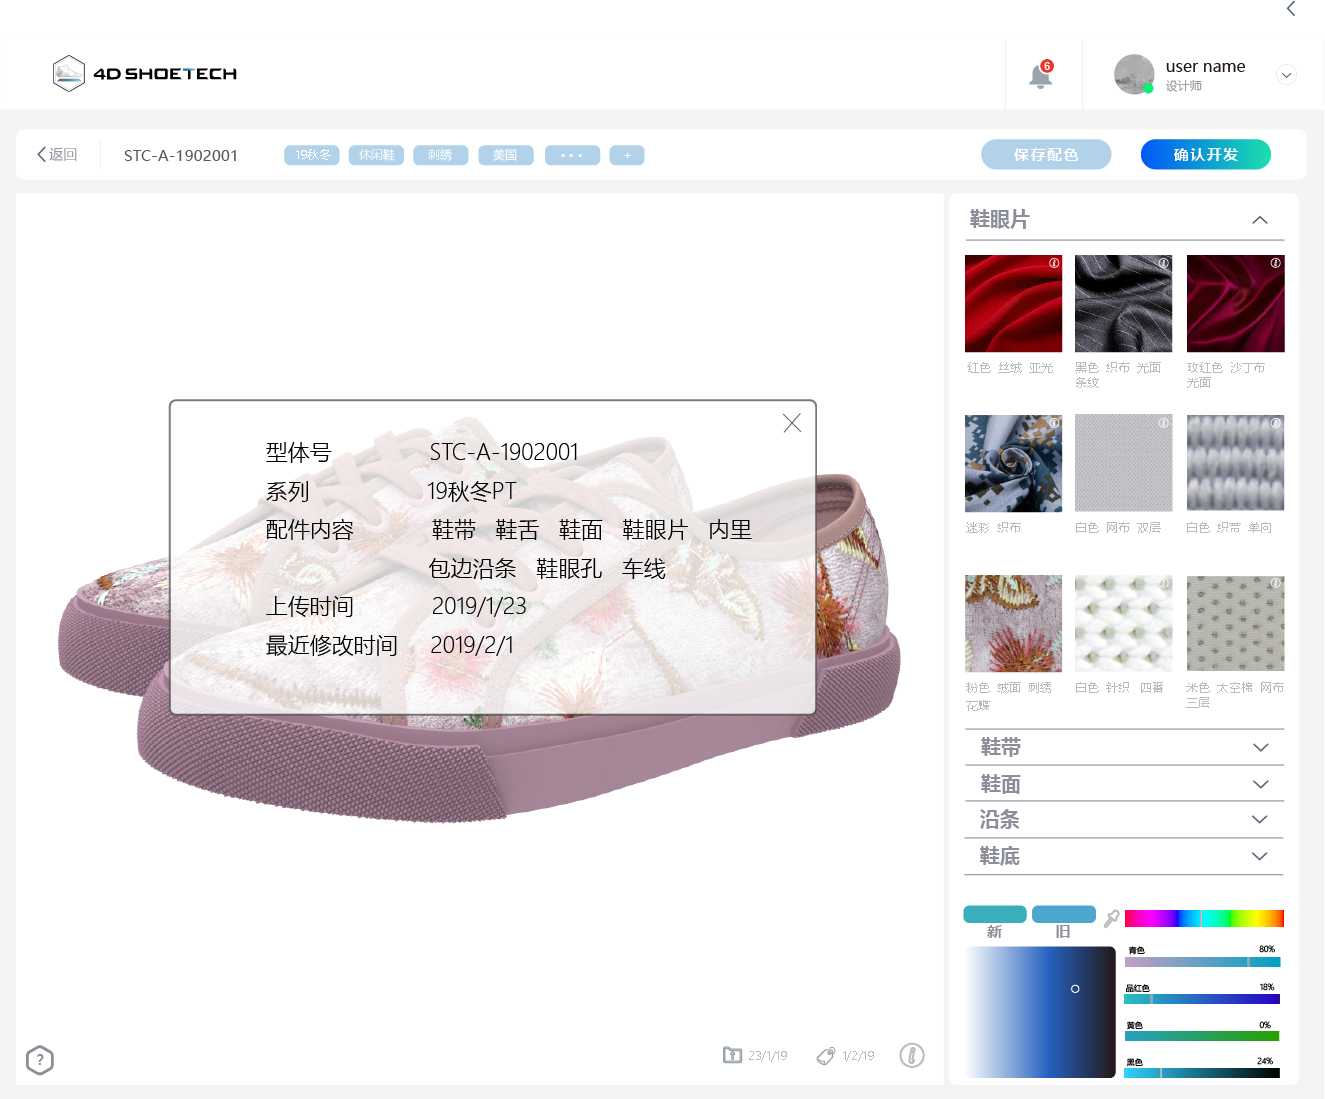 4D SHOETECH
6
user name
设计师
返回
STC-A-1902001
19秋冬
休闲鞋
刺绣
美国
•••
+
保存配色
确认开发
型体号 STC-A-1902001
系列 19秋冬PT
配件内容 鞋带 鞋舌 鞋面 鞋眼片 内里
包边沿条 鞋眼孔 车线
上传时间 2019/1/23
最近修改时间 2019/2/1
?
23/1/19
1/2/19
鞋眼片
红色 丝绒 亚光
黑色 织布 光面
条纹
玫红色 沙丁布
光面
迷彩 织布
白色 网布 双层
白色 织带 单向
粉色 绒面 刺绣
花蝶
白色 针织 四番
米色 太空棉 网布
三层
鞋带
鞋面
沿条
鞋底
新
旧
青色 80%
品红色 18%
黄色 0%
黑色 24%